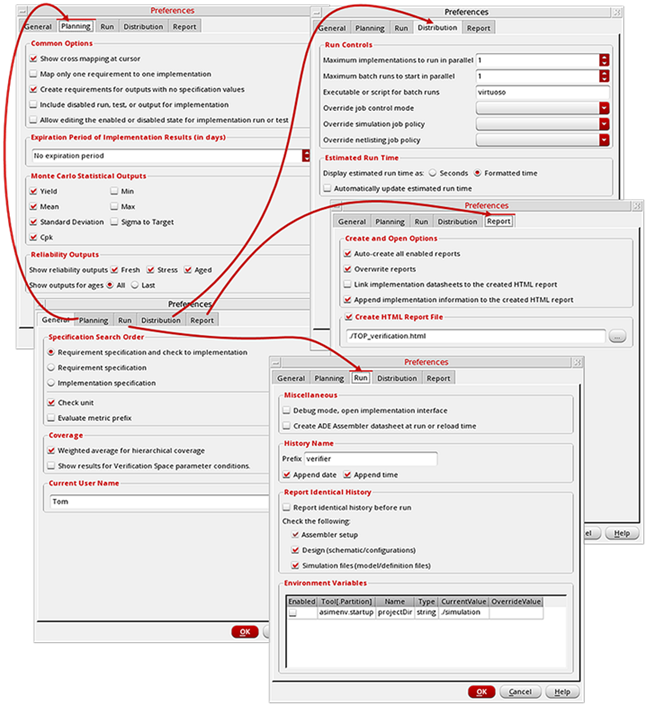 Preferences
General Planning Run Distribution Report
Common Options
Show cross mapping at cursor
Map only one requirement to one implementation
Create requirements for outputs with no specification values
Include disabled run, test, or output for implementation
Allow editing the enabled or disabled state for implementation run or test
Expiration Period of Implementation Results (in days)
No expiration period
Monte Carlo Statistical Outputs
Yield Min
Mean Max
Standard Deviation Sigma to Target
Cpk
Reliability Outputs
Show reliability outputs Fresh Stress Aged
Show outputs for ages All Last
Preferences
General Planning Run Distribution Report
Run Controls
Maximum implementations to run in parallel 1
Maximum batch runs to start in parallel 1
Executable or script for batch runs virtuoso
Override job control mode
Override simulation job policy
Override netlisting job policy
Estimated Run Time
Display estimated run time as: Seconds Formatted time
Automatically update estimated run time
Preferences
General Planning Run Distribution Report
Create and Open Options
Auto-create all enabled reports
Overwrite reports
Link implementation datasheets to the created HTML report
Append implementation information to the created HTML report
Create HTML Report File
./TOP_verification.html
...
el Help
Preferences
General Planning Run Distribution Report
Specification Search Order
Requirement specification and check to implementation
Requirement specification
Implementation specification
Check unit
Evaluate metric prefix
Coverage
Weighted average for hierarchical coverage
Show results for Verification Space parameter conditions.
Current User Name
Tom
OK
Preferences
General Planning Run Distribution Report
Miscellaneous
Debug mode, open implementation interface
Create ADE Assembler datasheet at run or reload time
History Name
Prefix verifier
Append date Append time
Report Identical History
Report identical history before run
Check the following:
Assembler setup
Design (schematic/configurations)
Simulation files(model/definition files)
Environment Variables
Enabled Tool[.Partition] Name Type CurrentValue OverrideValue
asimenv.startup projectDir string ./simulation
OK Cancel Help